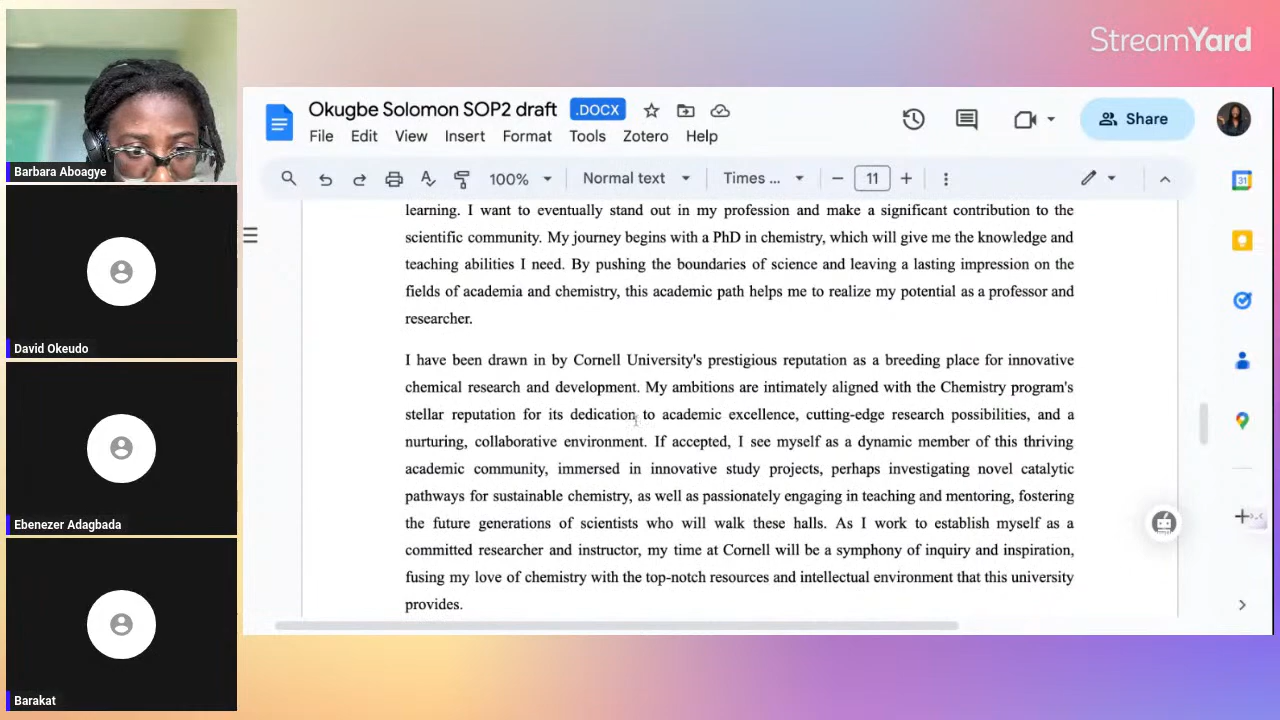 StreamYard
Barbara Aboagye
David Okeudo
Ebenezer Adagbada
Barakat
Okugbe Solomon SOP2 draft .DOCX
File Edit View Insert Format Tools Zotero Help
Share
100% Normal text Times ... 11
31
learning. I want to eventually stand out in my profession and make a significant contribution to the
scientific community. My journey begins with a PhD in chemistry, which will give me the knowledge and
teaching abilities I need. By pushing the boundaries of science and leaving a lasting impression on the
fields of academia and chemistry, this academic path helps me to realize my potential as a professor and
researcher.
I have been drawn in by Cornell University's prestigious reputation as a breeding place for innovative
chemical research and development. My ambitions are intimately aligned with the Chemistry program's
stellar reputation for its dedication to academic excellence, cutting-edge research possibilities, and a
nurturing, collaborative environment. If accepted, I see myself as a dynamic member of this thriving
academic community, immersed in innovative study projects, perhaps investigating novel catalytic
pathways for sustainable chemistry, as well as passionately engaging in teaching and mentoring, fostering
the future generations of scientists who will walk these halls. As I work to establish myself as a
committed researcher and instructor, my time at Cornell will be a symphony of inquiry and inspiration,
fusing my love of chemistry with the top-notch resources and intellectual environment that this university
provides.